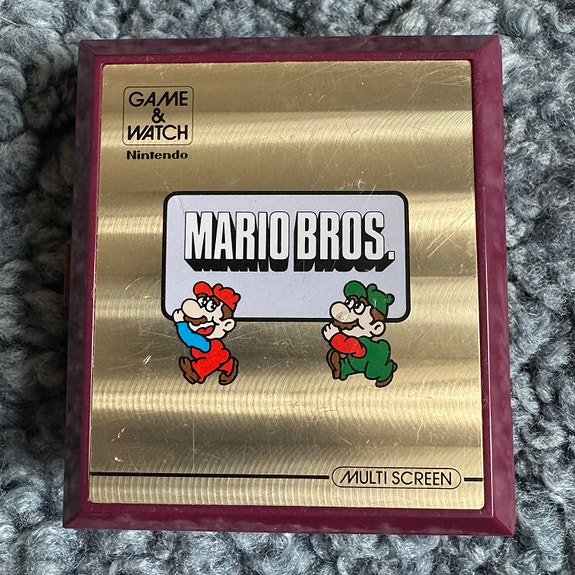 GAME
&
WATCH
Nintendo
MARIO BROS.
MULTI SCREEN